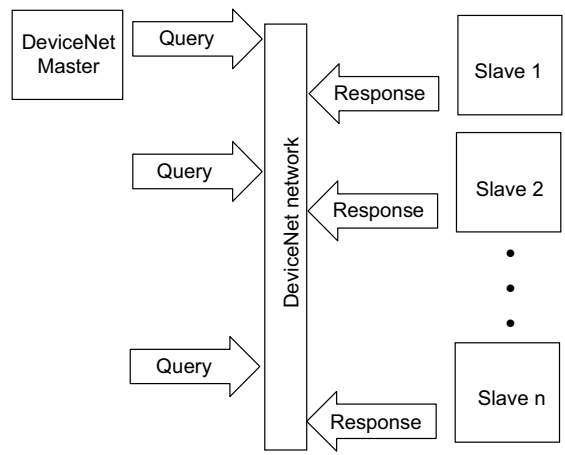 DeviceNet
Master
Query
Slave 1
Response
DeviceNet network
Query
Slave 2
Response
Query
Slave n
Response